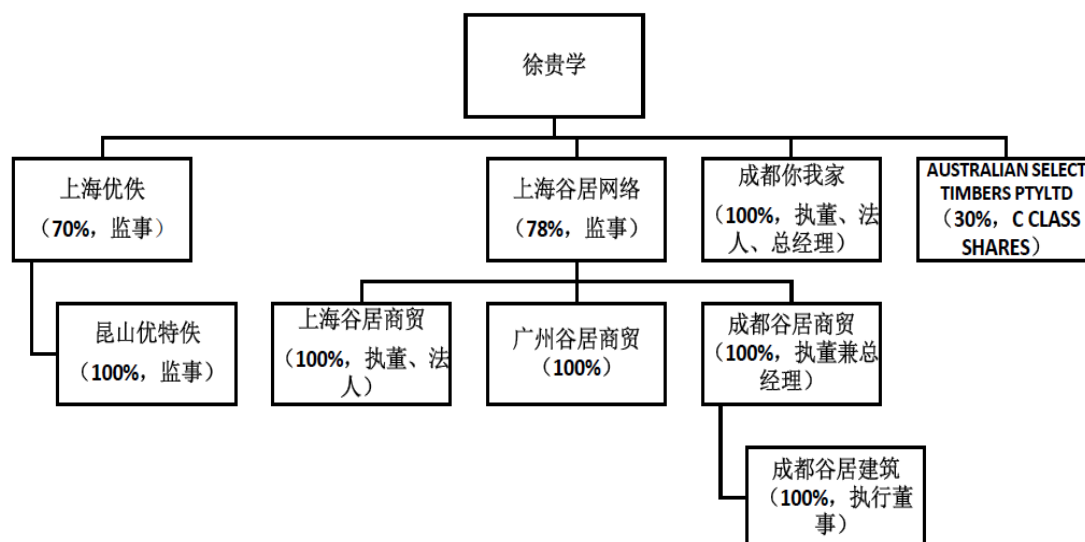 徐贵学
上海优佚
（70%，监事）
上海谷居网络
（78%，监事）
成都你我家
（100%，执董、法
人、总经理）
AUSTRALIAN SELECT
TIMBERS PTYLTD
（30%，C CLASS
SHARES）
昆山优特佚
（100%，监事）
上海谷居商贸
（100%，执董、法
人）
广州谷居商贸
（100%）
成都谷居商贸
（100%，执董兼总
经理）
成都谷居建筑
（100%，执行董
事）